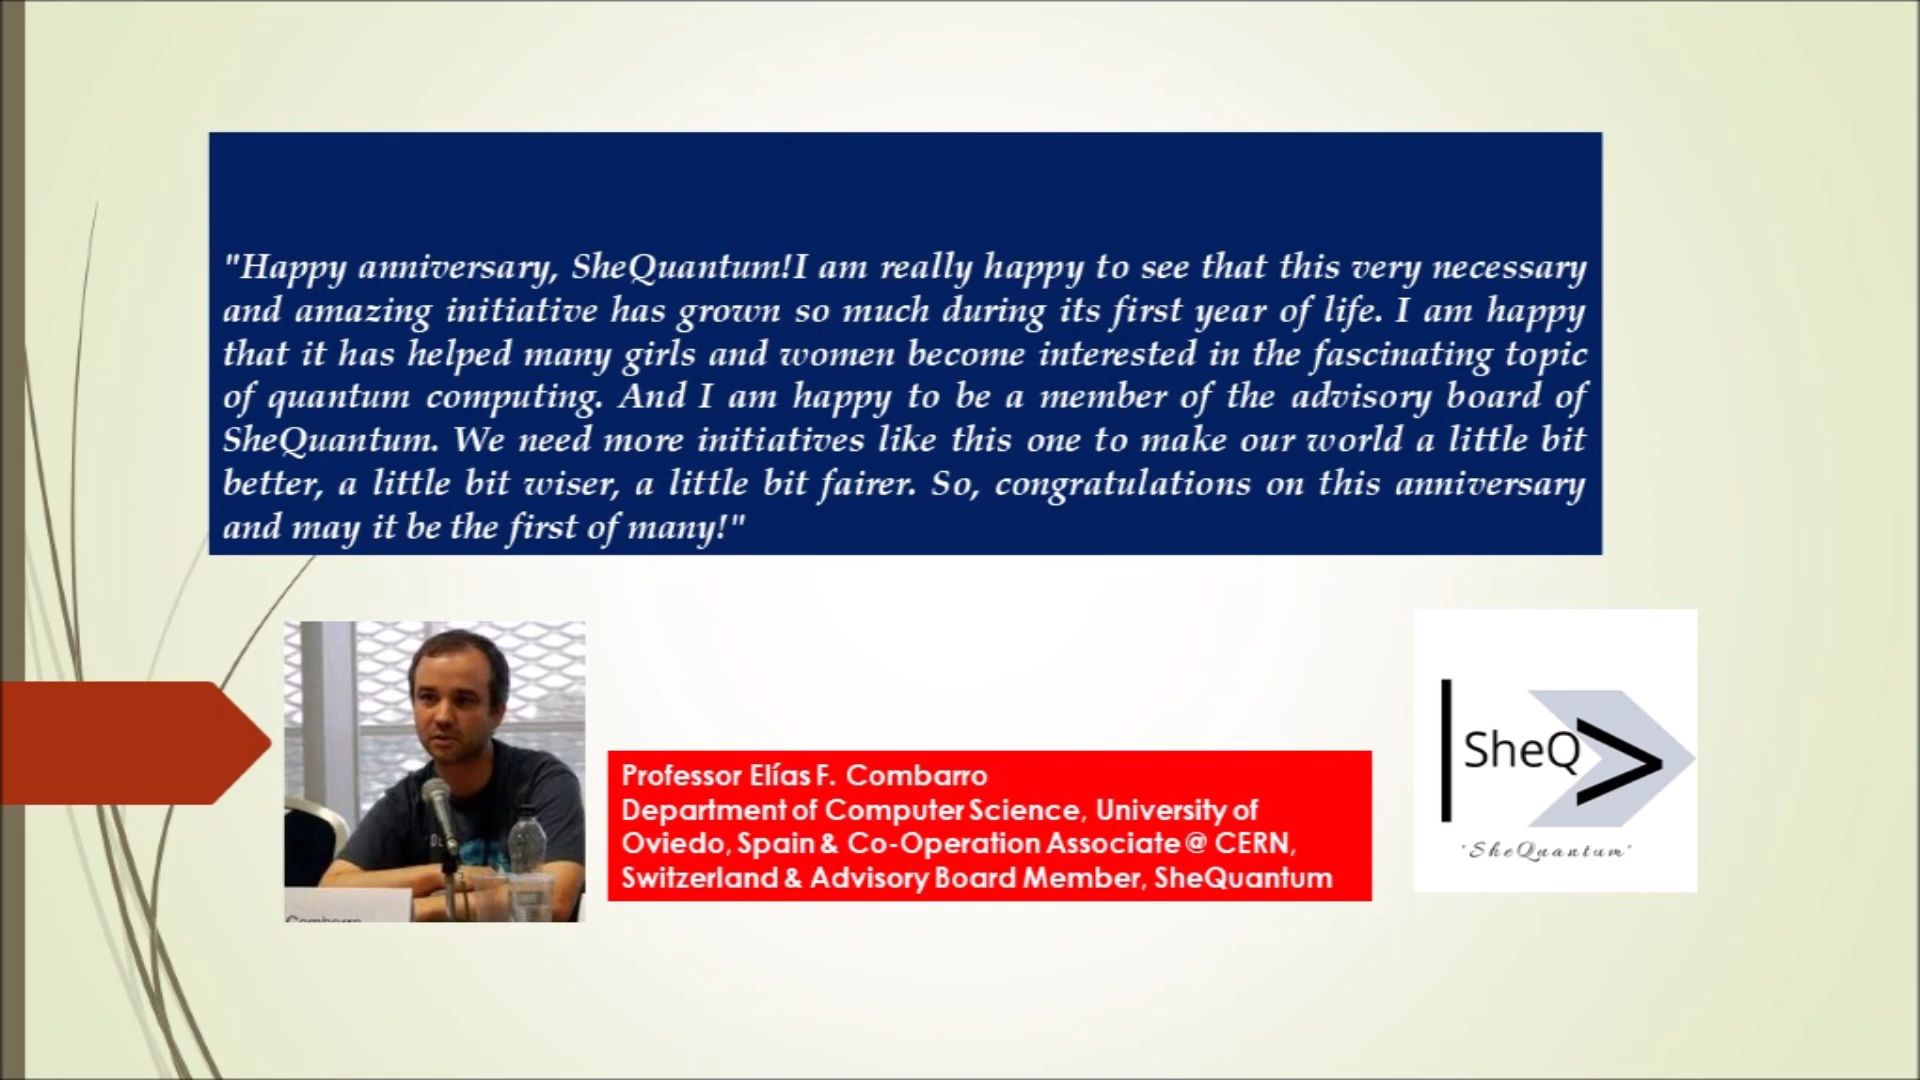 "Happy anniversary, SheQuantum!I am really happy to see that this very necessary
and amazing initiative has grown so much during its first year of life. I am happy
that it has helped many girls and women become interested in the fascinating topic
of quantum computing. And I am happy to be a member of the advisory board of
SheQuantum. We need more initiatives like this one to make our world a little bit
better, a little bit wiser, a little bit fairer. So, congratulations on this anniversary
and may it be the first of many!"
Professor Elías F. Combarro
Department of Computer Science, University of
Oviedo, Spain & Co-Operation Associate @ CERN,
Switzerland & Advisory Board Member, SheQuantum
|SheQ>
'SheQuantum'
Combarro